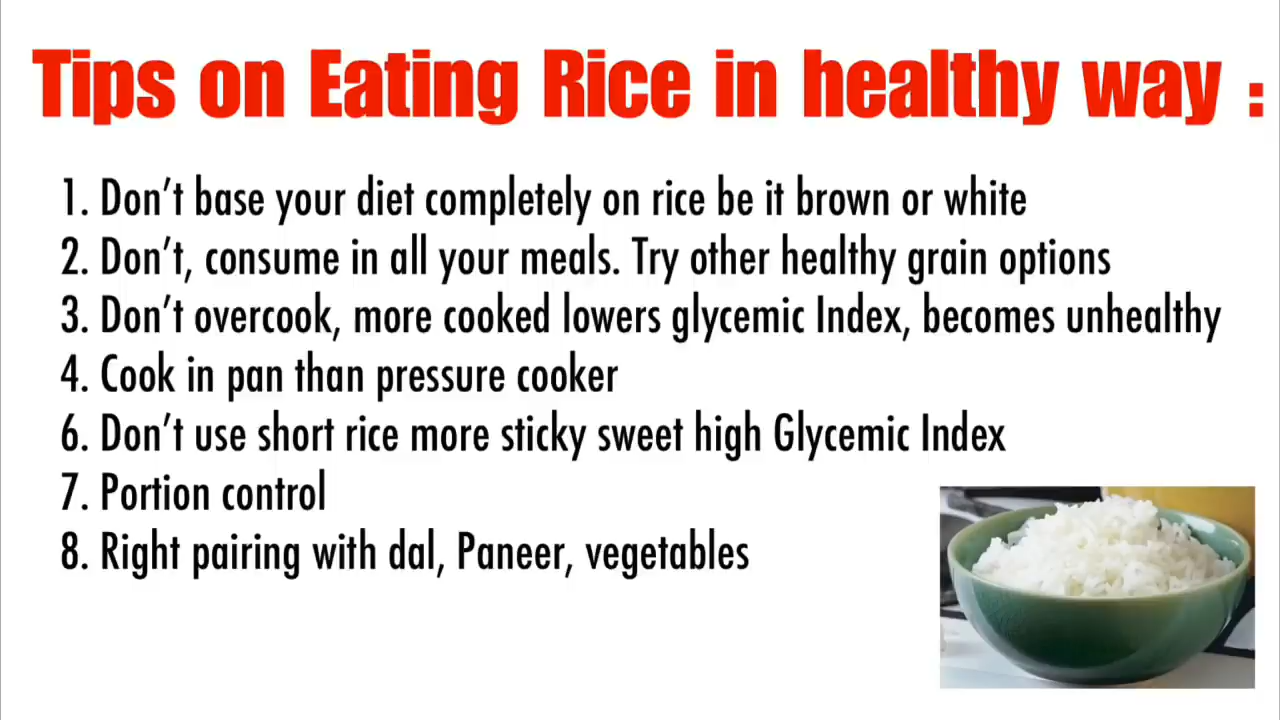 Tips on Eating Rice in healthy way :
1. Don’t base your diet completely on rice be it brown or white
2. Don’t, consume in all your meals. Try other healthy grain options
3. Don’t overcook, more cooked lowers glycemic Index, becomes unhealthy
4. Cook in pan than pressure cooker
6. Don’t use short rice more sticky sweet high Glycemic Index
7. Portion control
8. Right pairing with dal, Paneer, vegetables